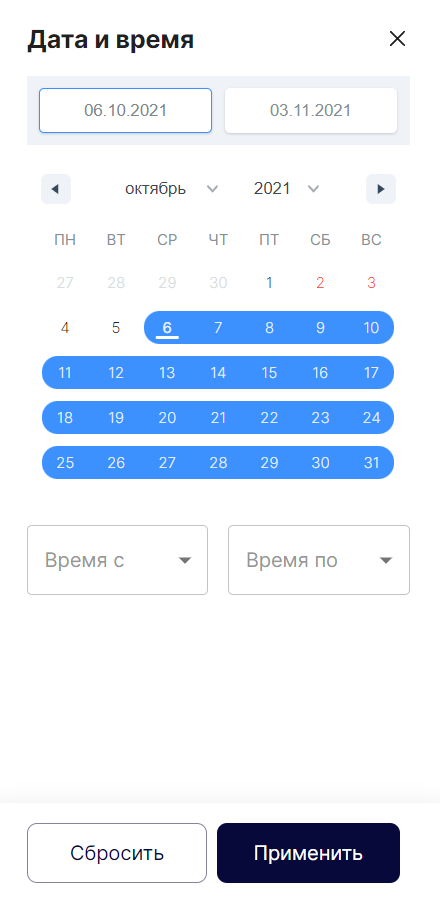 Дата и время
06.10.2021 03.11.2021
октябрь 2021
ПН ВТ СР ЧТ ПТ СБ ВС
27 28 29 30 1 2 3
4 5 6 7 8 9 10
11 12 13 14 15 16 17
18 19 20 21 22 23 24
25 26 27 28 29 30 31
Время с Время по
Сбросить Применить